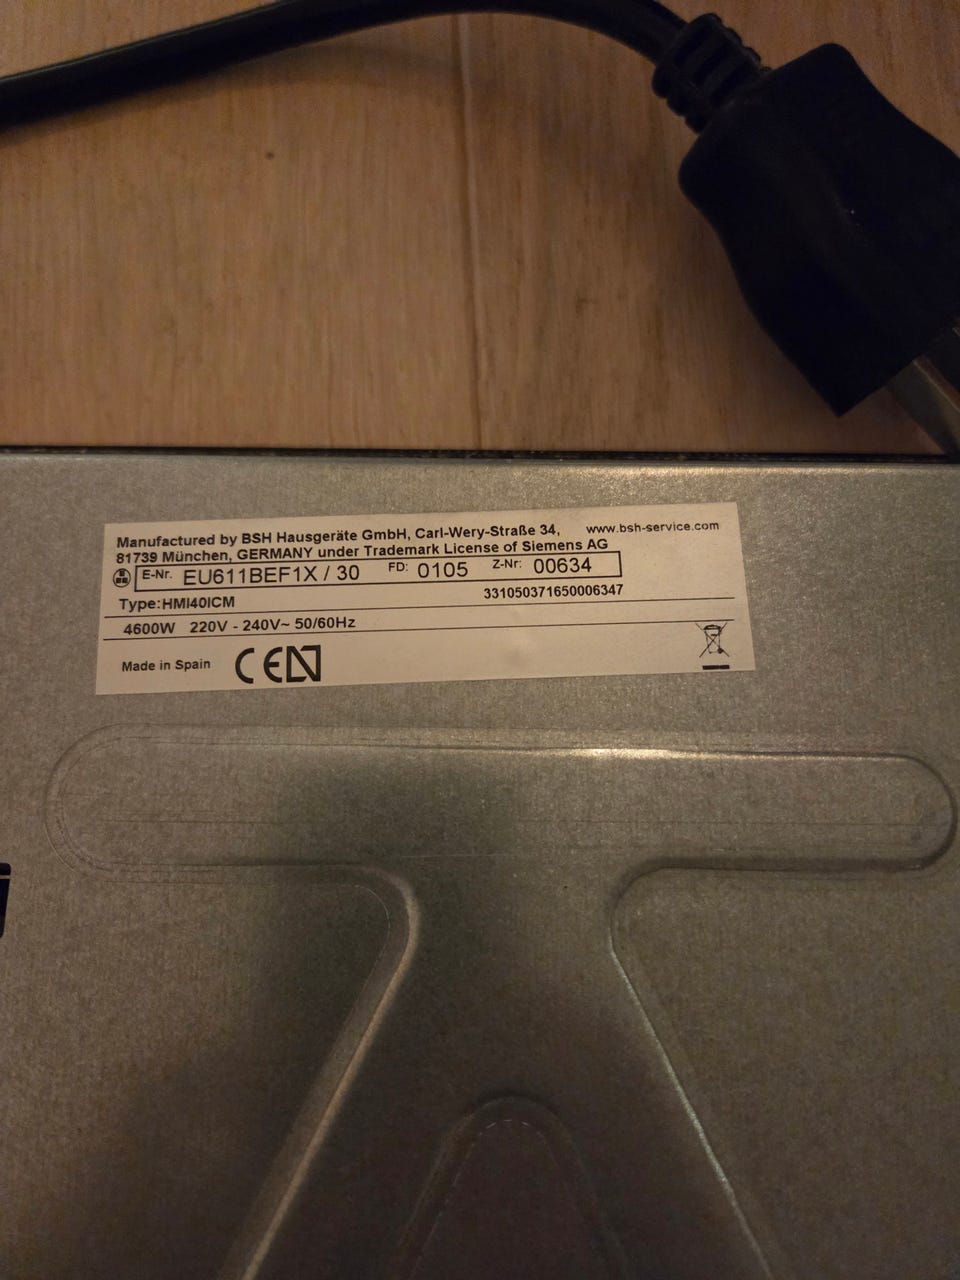 Manufactured by BSH Hausgeräte GmbH, Carl-Wery-Straße 34, www.bsh-service.com
81739 München, GERMANY under Trademark License of Siemens AG
E-Nr. EU611BEF1X / 30 FD: 0105 Z-Nr: 00634
Type:HMI40ICM 331050371650006347
4600W 220V - 240V~ 50/60Hz
Made in Spain CE